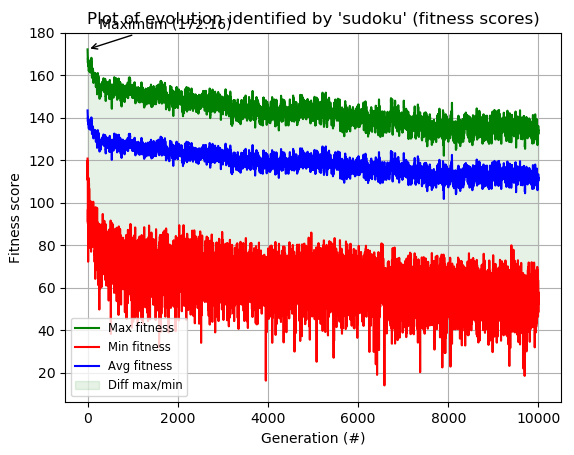 Plot of evolution identified by 'sudoku' (fitness scores)
Maximum (172.16)
180
160
140
120
100
80
60
40
20
Fitness score
Max fitness
Min fitness
Avg fitness
Diff max/min
0 2000 4000 6000 8000 10000
Generation (#)